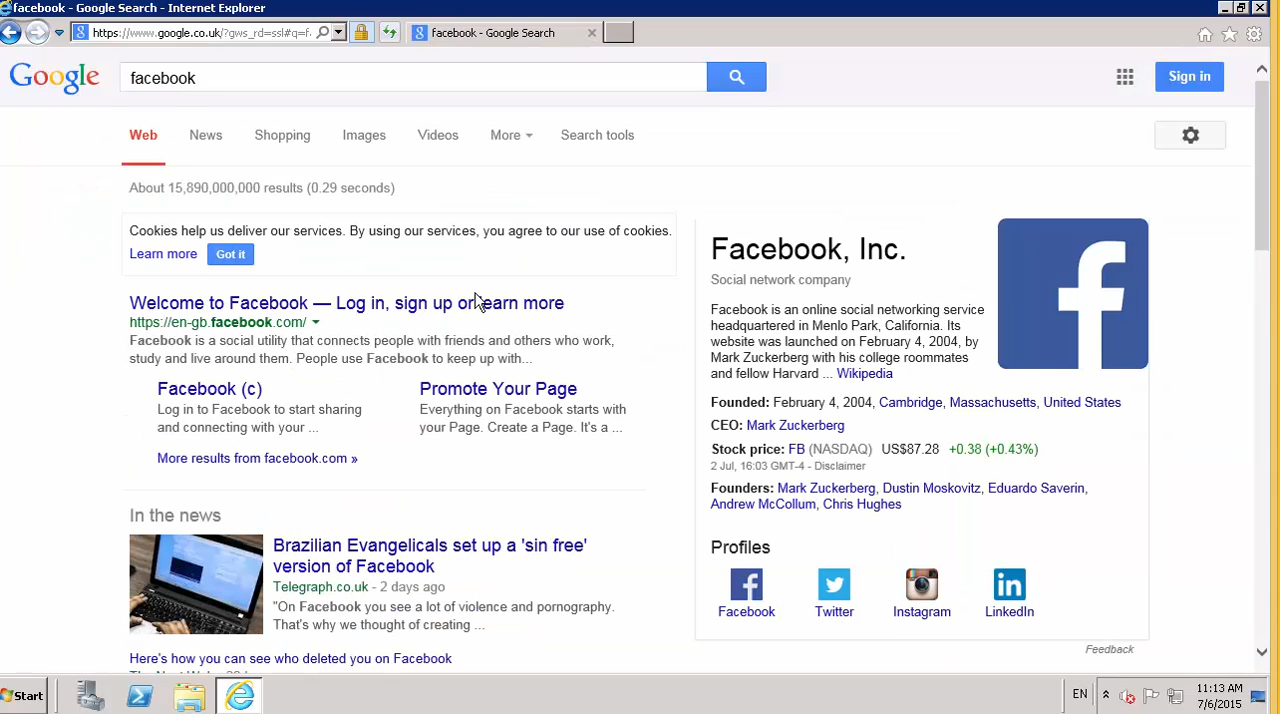 facebook - Google Search - Internet Explorer
https://www.google.co.uk/?gws_rd=ssl#q=f
facebook - Google Search
Google
facebook
Sign in
Web News Shopping Images Videos More Search tools
About 15,890,000,000 results (0.29 seconds)
Cookies help us deliver our services. By using our services, you agree to our use of cookies.
Learn more Got it
Welcome to Facebook — Log in, sign up or learn more
https://en-gb.facebook.com/
Facebook is a social utility that connects people with friends and others who work,
study and live around them. People use Facebook to keep up with...
Facebook (c)
Log in to Facebook to start sharing
and connecting with your ...
Promote Your Page
Everything on Facebook starts with
your Page. Create a Page. It's a ...
More results from facebook.com »
In the news
Brazilian Evangelicals set up a 'sin free'
version of Facebook
Telegraph.co.uk - 2 days ago
"On Facebook you see a lot of violence and pornography.
That's why we thought of creating ...
Here's how you can see who deleted you on Facebook
Facebook, Inc.
Social network company
Facebook is an online social networking service
headquartered in Menlo Park, California. Its
website was launched on February 4, 2004, by
Mark Zuckerberg with his college roommates
and fellow Harvard ... Wikipedia
Founded: February 4, 2004, Cambridge, Massachusetts, United States
CEO: Mark Zuckerberg
Stock price: FB (NASDAQ) US$87.28 +0.38 (+0.43%)
2 Jul, 16:03 GMT-4 - Disclaimer
Founders: Mark Zuckerberg, Dustin Moskovitz, Eduardo Saverin,
Andrew McCollum, Chris Hughes
Profiles
Facebook Twitter Instagram LinkedIn
Feedback
Start
EN
11:13 AM
7/6/2015